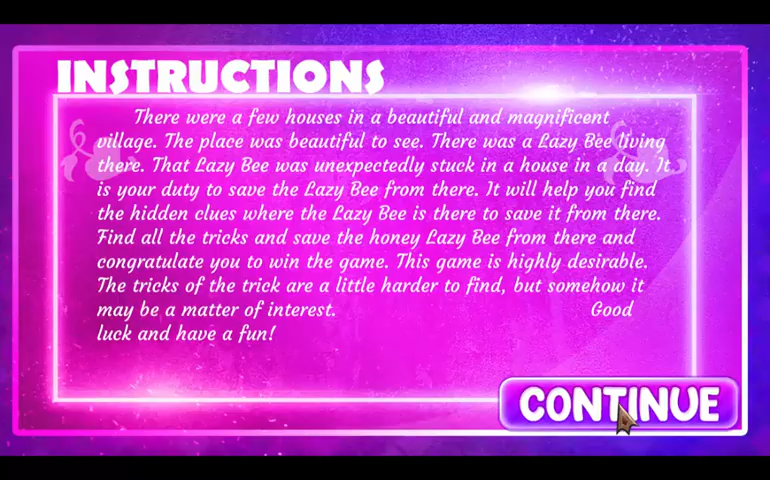 INSTRUCTIONS
There were a few houses in a beautiful and magnificent
village. The place was beautiful to see. There was a Lazy Bee living
there. That Lazy Bee was unexpectedly stuck in a house in a day. It
is your duty to save the Lazy Bee from there. It will help you find
the hidden clues where the Lazy Bee is there to save it from there.
Find all the tricks and save the honey Lazy Bee from there and
congratulate you to win the game. This game is highly desirable.
The tricks of the trick are a little harder to find, but somehow it
may be a matter of interest. Good
luck and have a fun!
CONTINUE